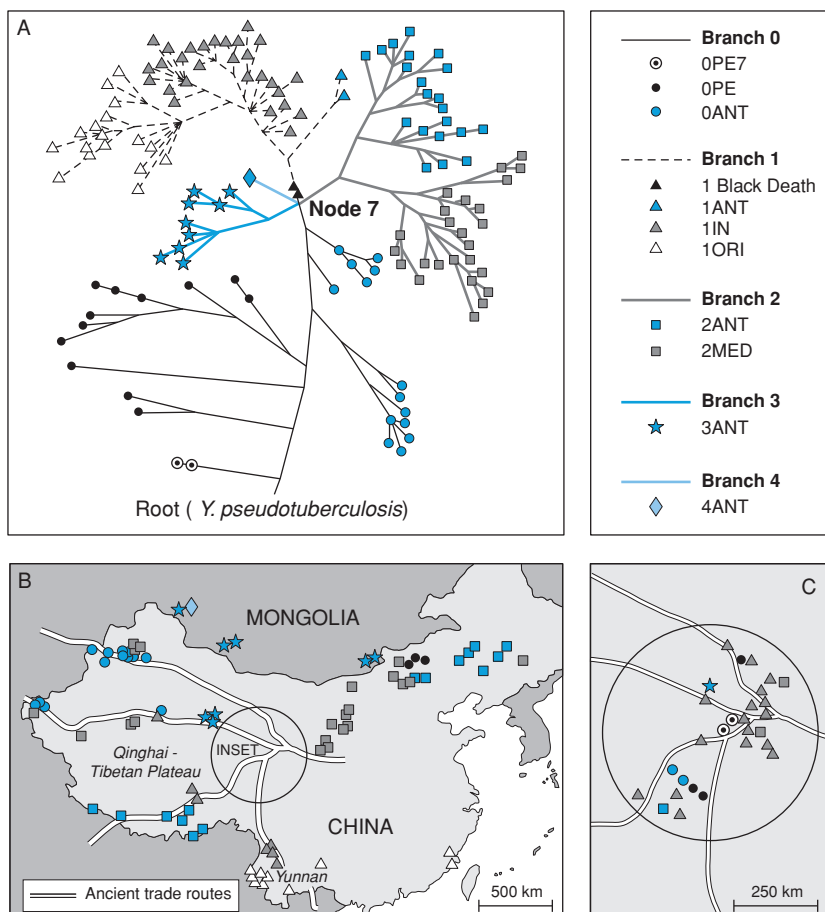 A
Node 7
Root ( Y. pseudotuberculosis)
Branch 0
0PE7
0PE
0ANT
Branch 1
1 Black Death
1ANT
1IN
1ORI
Branch 2
2ANT
2MED
Branch 3
3ANT
Branch 4
4ANT
B
MONGOLIA
INSET
Qinghai -
Tibetan Plateau
CHINA
Yunnan
Ancient trade routes
500 km
C
250 km